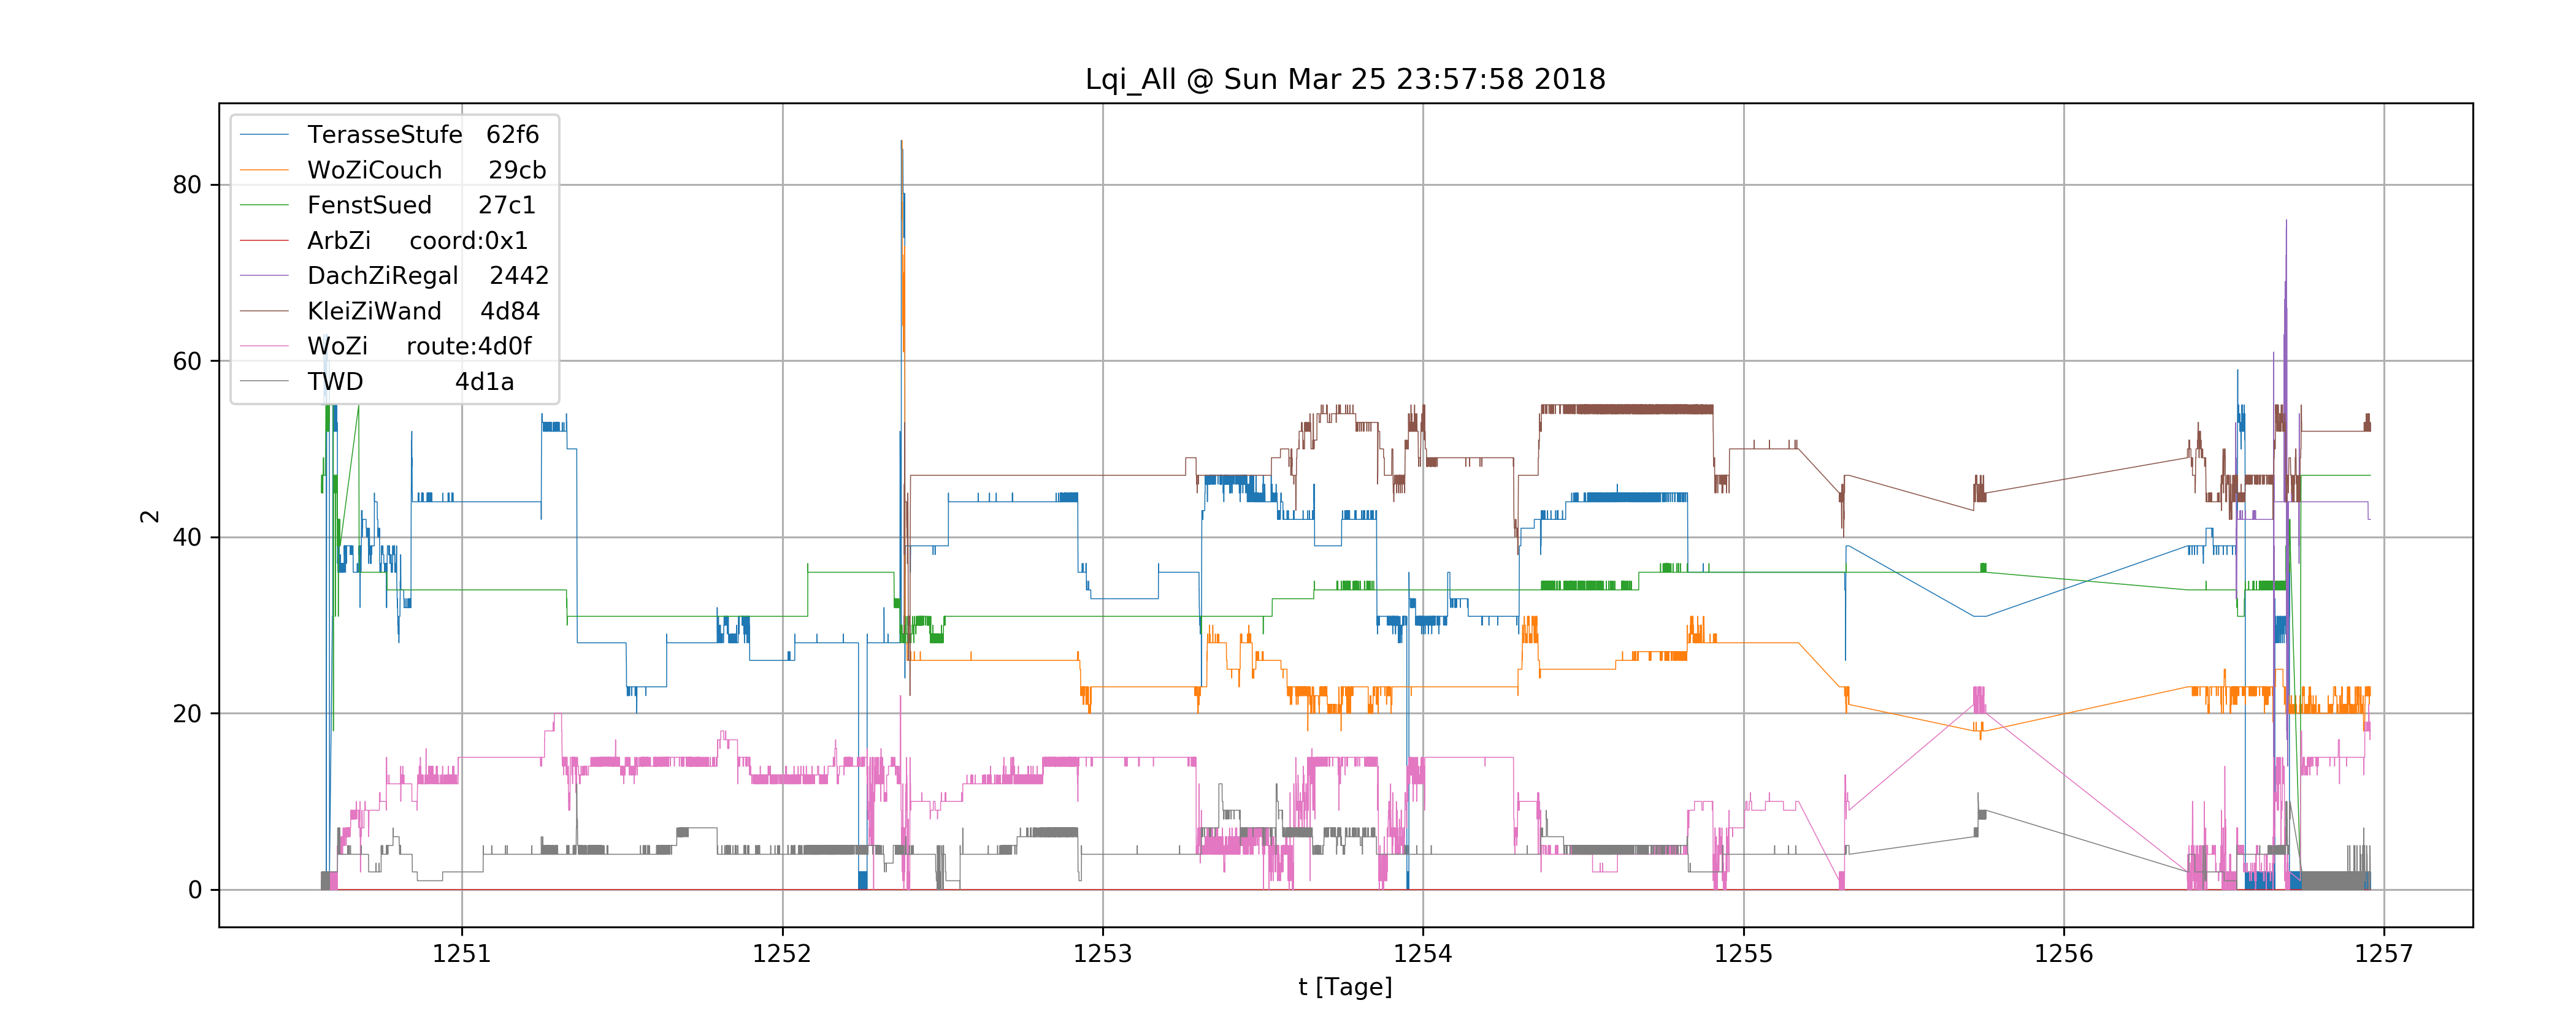 Lqi_All @ Sun Mar 25 23:57:58 2018
TerasseStufe 62f6
WoZiCouch 29cb
FenstSued 27c1
ArbZi coord:0x1
DachZiRegal 2442
KleiZiWand 4d84
WoZi route:4d0f
TWD 4d1a
80
60
40
20
0
2
1251 1252 1253 1254 1255 1256 1257
t [Tage]